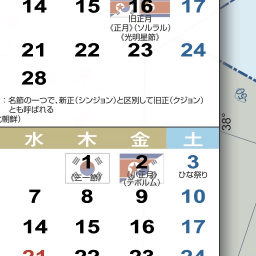 14 15 16 17
旧正月
《正月》（ソルラル）
《光明星節》
21 22 23 24
28
：名節の一つで、新正（シンジョン）と区別して旧正（クジョン）
とも呼ばれる
朝鮮）
水 木 金 土
1 2 3
《三一節》
（デボルム）
ひな祭り
7 8 9 10
14 15 16 17
21 22 23 24
38°